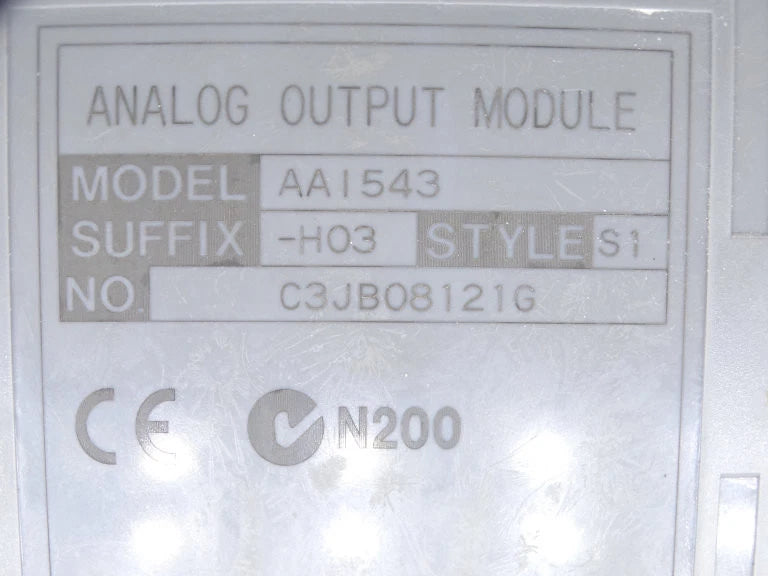 ANALOG OUTPUT MODULE
MODEL AAI543
SUFFIX -H03 STYLE S1
NO. C3JB08121G
CE N200